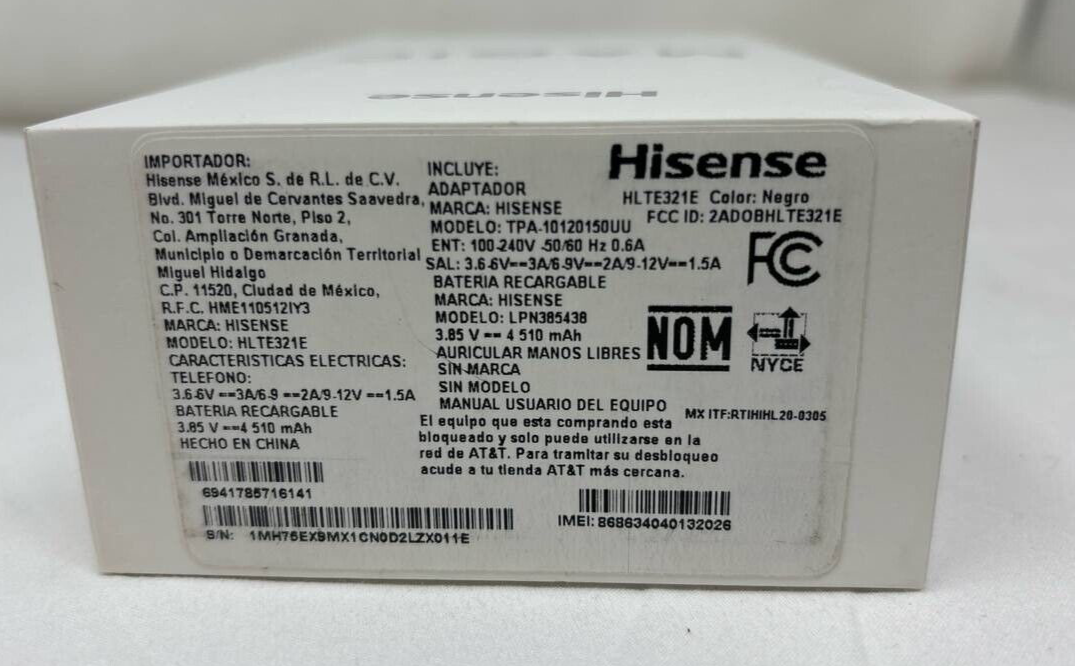 Hisense
IMPORTADOR:
Hisense México S. de R.L. de C.V.
Blvd. Miguel de Cervantes Saavedra,
No. 301 Torre Norte, Piso 2,
Col. Ampliación Granada,
Municipio o Demarcación Territorial
Miguel Hidalgo
C.P. 11520, Ciudad de México,
R.F.C. HME110512IY3
MARCA: HISENSE
MODELO: HLTE321E
CARACTERISTICAS ELECTRICAS:
TELEFONO:
3.6-6V ⎓3A/6-9 ⎓2A/9-12V ⎓1.5A
BATERIA RECARGABLE
3.85 V ⎓4 510 mAh
HECHO EN CHINA
6941785716141
S/N: 1MH76EX9MX1CN0D2LZX011E
INCLUYE:
ADAPTADOR
MARCA: HISENSE
MODELO: TPA-10120150UU
ENT: 100-240V -50/60 Hz 0.6A
SAL: 3.6-6V⎓3A/6-9V⎓2A/9-12V⎓1.5A
BATERIA RECARGABLE
MARCA: HISENSE
MODELO: LPN385438
3.85 V ⎓ 4 510 mAh
AURICULAR MANOS LIBRES
SIN MARCA
SIN MODELO
MANUAL USUARIO DEL EQUIPO
El equipo que esta comprando esta
bloqueado y solo puede utilizarse en la
red de AT&T. Para tramitar su desbloqueo
acude a tu tienda AT&T más cercana.
Hisense
HLTE321E Color: Negro
FCC ID: 2ADOBHLTE321E
FC
NOM
NYCE
MX ITF:RTIHIHL20-0305
IMEI: 868634040132026